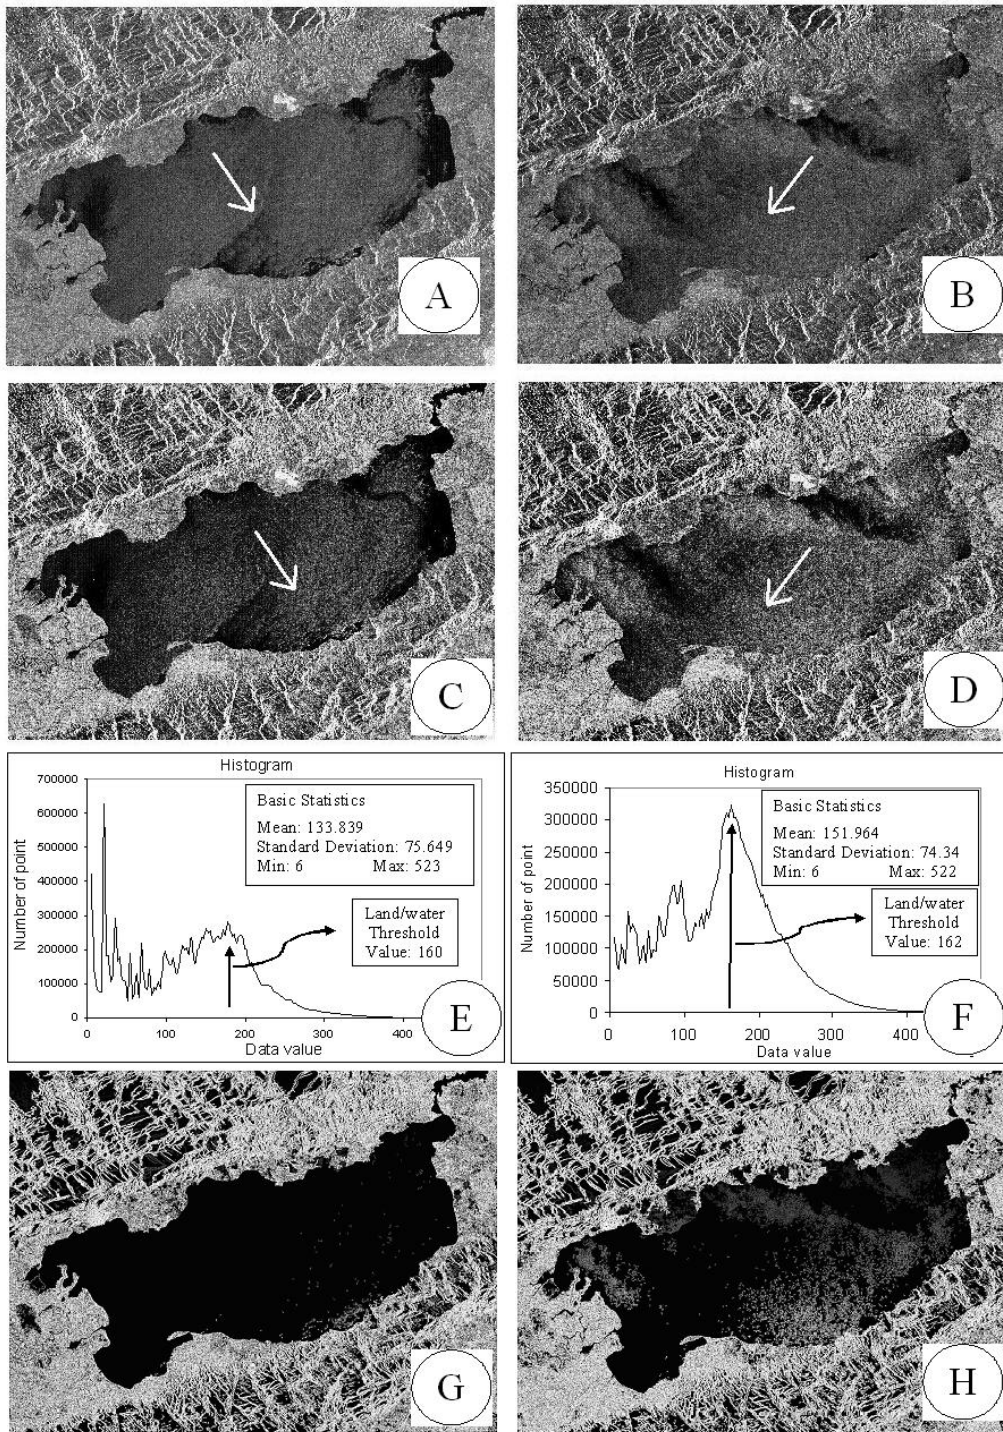 A
B
C
D
Histogram
700000
600000
500000
400000
300000
200000
100000
0
Number of point
0 100 200 300 400
Data value
Basic Statistics
Mean: 133.839
Standard Deviation: 75.649
Min: 6 Max: 523
Land/water
Threshold
Value: 160
E
Histogram
350000
300000
250000
200000
150000
100000
50000
0
Number of point
0 100 200 300 400
Data value
Basic Statistics
Mean: 151.964
Standard Deviation: 74.34
Min: 6 Max: 522
Land/water
Threshold
Value: 162
F
G
H